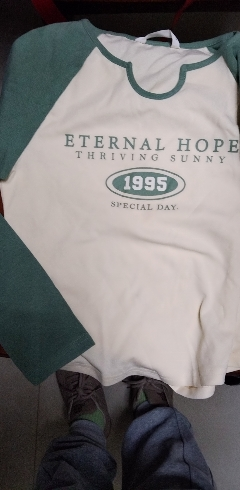 ETERNAL HOPE
THRIVING SUNNY
1995
SPECIAL DAY